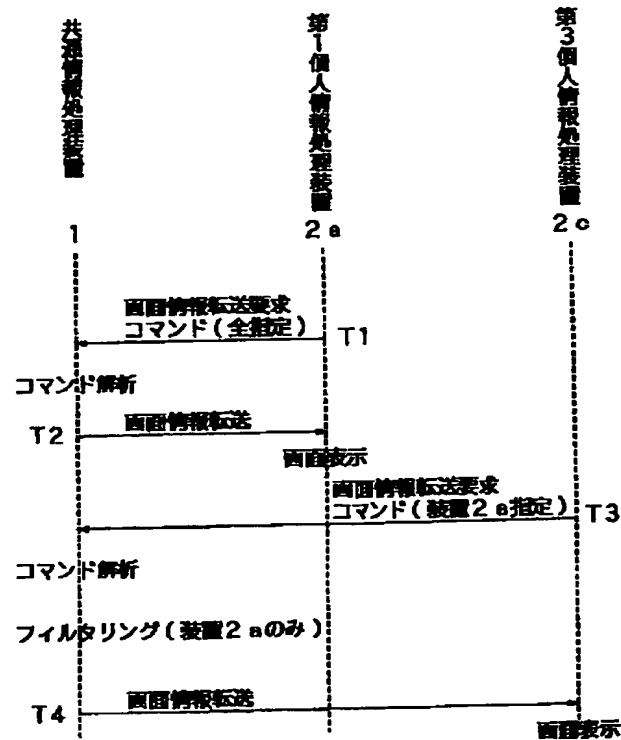 共通情報処理装置
1
第1個人情報処理装置
2a
第3個人情報処理装置
2c
画面情報転送要求
コマンド(全指定)
T1
コマンド解析
T2
画面情報転送
画面表示
画面情報転送要求
コマンド(装置2a指定)
T3
コマンド解析
フィルタリング(装置2aのみ)
T4
画面情報転送
画面表示